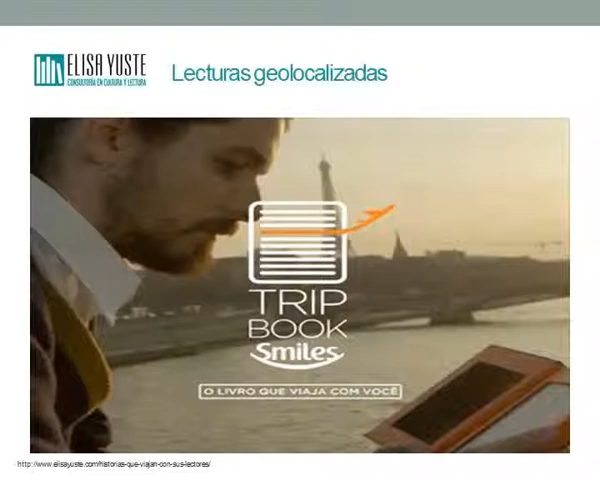 ELISA YUSTE
CONSULTORÍA EN CULTURA Y LECTURA
Lecturas geolocalizadas
TRIP
BOOK
Smiles
O LIVRO QUE VIAJA COM VOCÊ
http://www.elisayuste.com/historias-que-viajan-con-sus-lectores/